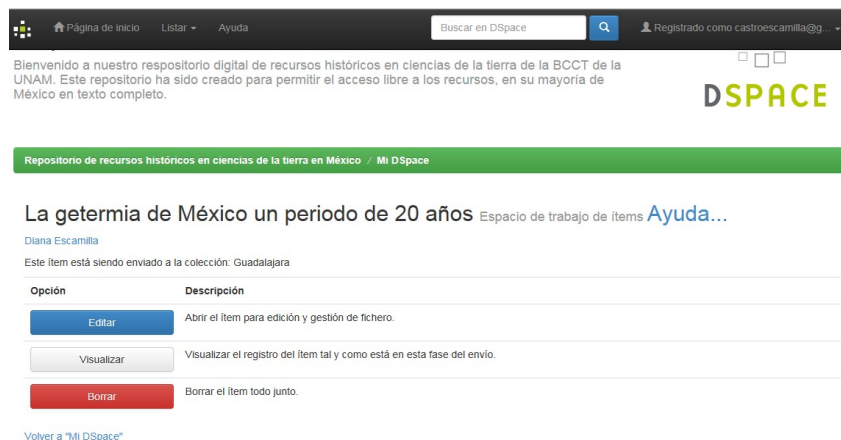 Página de inicio Listar Ayuda Buscar en DSpace Registrado como castroescamilla@g...
Bienvenido a nuestro respositorio digital de recursos históricos en ciencias de la tierra de la BCCT de la
UNAM. Este repositorio ha sido creado para permitir el acceso libre a los recursos, en su mayoría de
México en texto completo.
DSPACE
Repositorio de recursos históricos en ciencias de la tierra en México / Mi DSpace
La getermia de México un periodo de 20 años Espacio de trabajo de ítems Ayuda...
Diana Escamilla
Este ítem está siendo enviado a la colección: Guadalajara
Opción Descripción
Editar Abrir el ítem para edición y gestión de fichero.
Visualizar Visualizar el registro del ítem tal y como está en esta fase del envío.
Borrar Borrar el ítem todo junto.
Volver a "Mi DSpace"